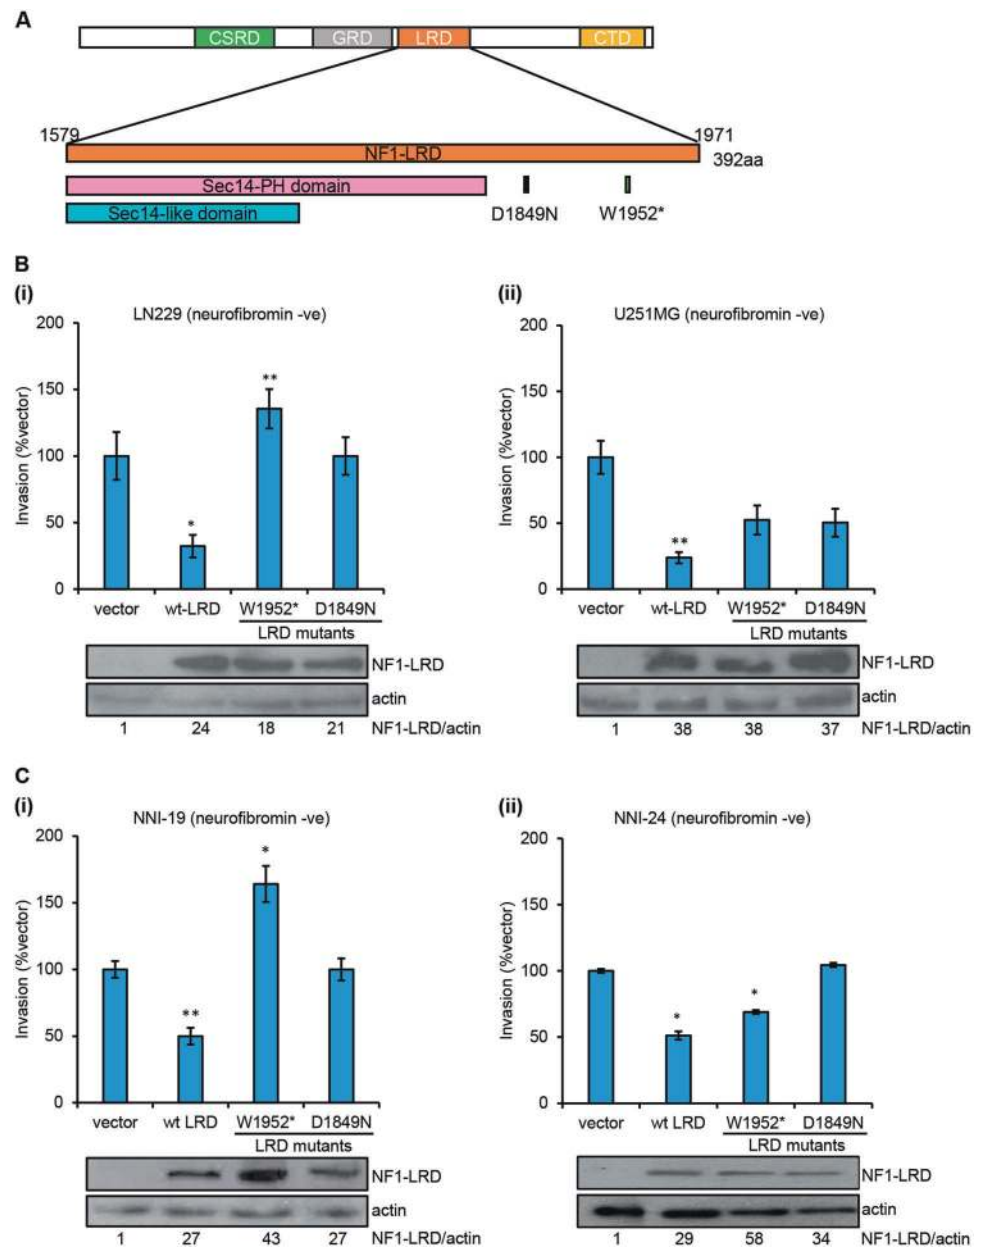 A
CSRD GRD LRD CTD
1579 1971
NF1-LRD 392aa
Sec14-PH domain
Sec14-like domain D1849N W1952*
B
(i) (ii)
LN229 (neurofibromin -ve)
200
150
100
50
0
Invasion (%vector)
**
*
vector wt-LRD W1952* D1849N
LRD mutants
NF1-LRD
actin
1 24 18 21 NF1-LRD/actin
U251MG (neurofibromin -ve)
200
150
100
50
0
Invasion (%vector)
**
vector wt-LRD W1952* D1849N
LRD mutants
NF1-LRD
actin
1 38 38 37 NF1-LRD/actin
C
(i) (ii)
NNI-19 (neurofibromin -ve)
200
150
100
50
0
Invasion (%vector)
*
**
vector wt LRD W1952* D1849N
LRD mutants
NF1-LRD
actin
1 27 43 27 NF1-LRD/actin
NNI-24 (neurofibromin -ve)
200
150
100
50
0
Invasion (%vector)
*
*
vector wt LRD W1952* D1849N
LRD mutants
NF1-LRD
actin
1 29 58 34 NF1-LRD/actin